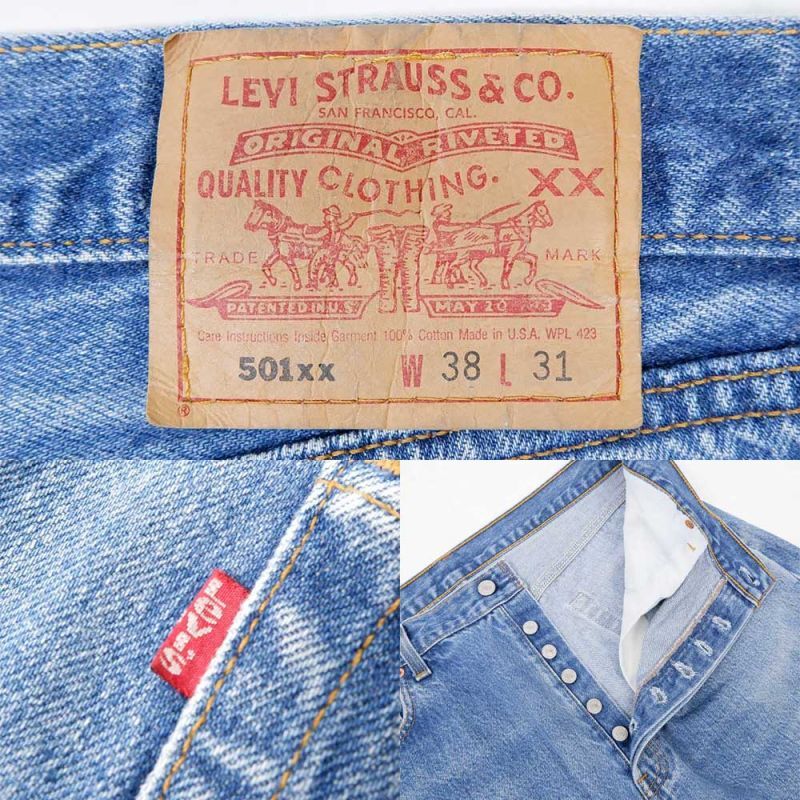 LEVI STRAUSS & CO.
SAN FRANCISCO, CAL.
ORIGINAL RIVETED
QUALITY CLOTHING. XX
TRADE MARK
PATENTED IN U.S. MAY 20 1873
Care Instructions Inside Garment 100% Cotton Made in U.S.A. WPL 423
501xx W 38 L 31
®
LEVI'S